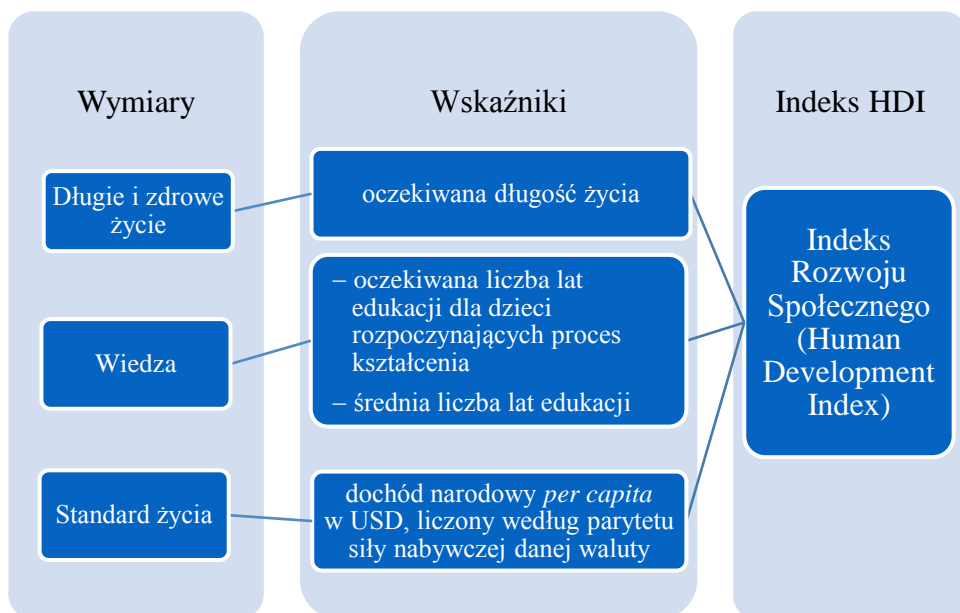 Wymiary
Długie i zdrowe
życie
Wiedza
Standard życia
Wskaźniki
oczekiwana długość życia
– oczekiwana liczba lat
edukacji dla dzieci
rozpoczynających proces
kształcenia
– średnia liczba lat edukacji
dochód narodowy per capita
w USD, liczony według parytetu
siły nabywczej danej waluty
Indeks HDI
Indeks
Rozwoju
Społecznego
(Human
Development
Index)